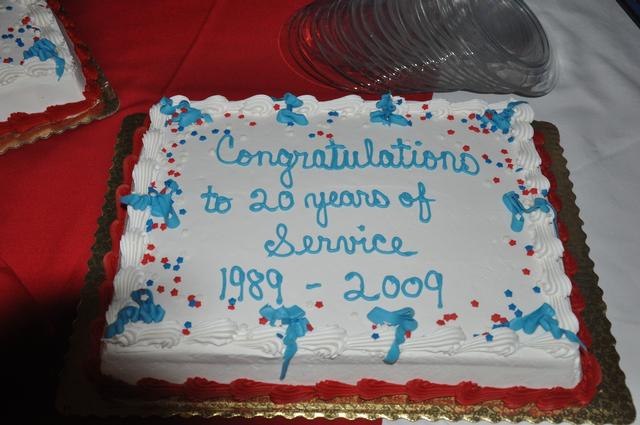 Congratulations
to 20 years of
Service
1989 - 2009